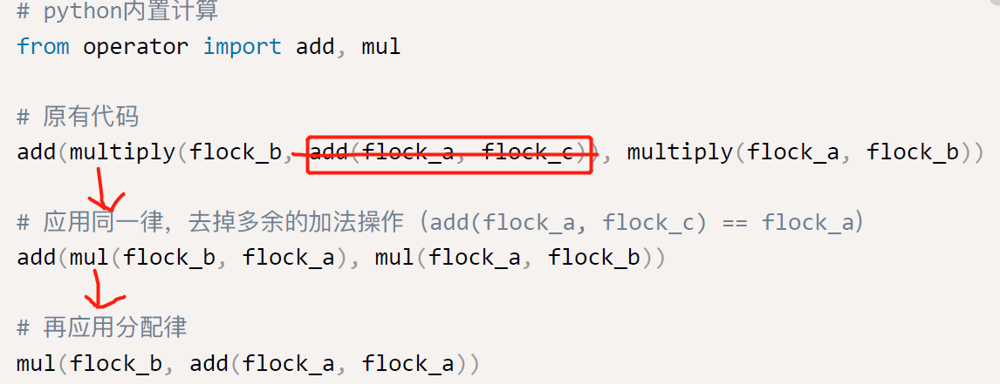 # python内置计算
from operator import add, mul
# 原有代码
add(multiply(flock_b, add(flock_a, flock_c)), multiply(flock_a, flock_b))
# 应用同一律，去掉多余的加法操作（add(flock_a, flock_c) == flock_a）
add(mul(flock_b, flock_a), mul(flock_a, flock_b))
# 再应用分配律
mul(flock_b, add(flock_a, flock_a))